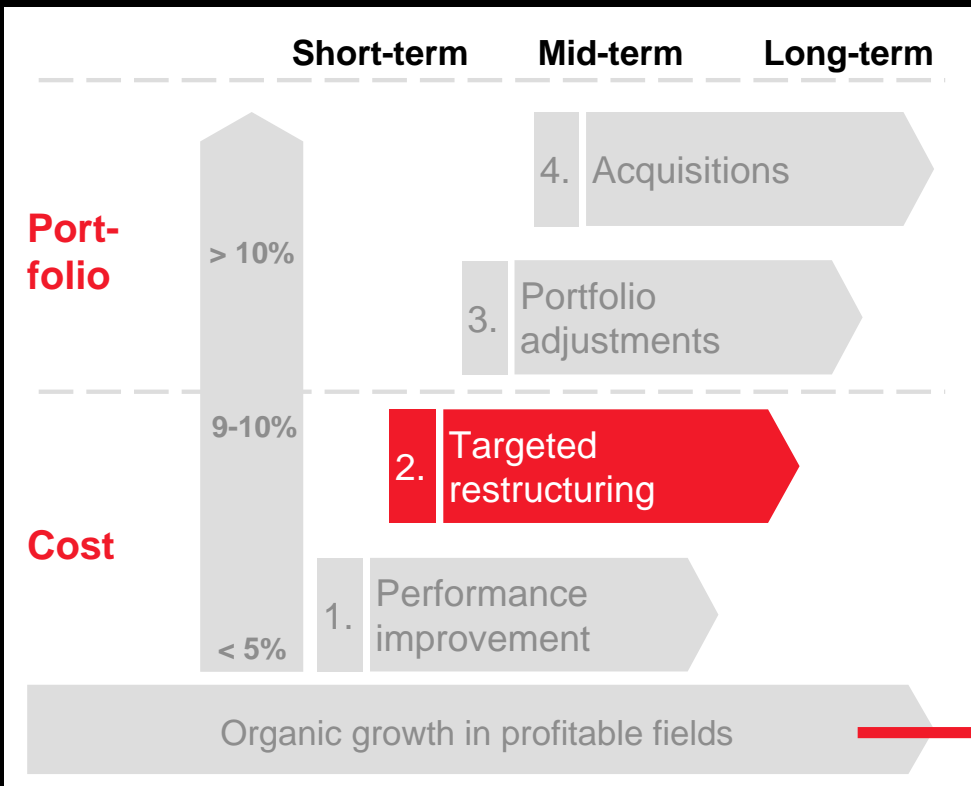 Short-term Mid-term Long-term
4. Acquisitions
Port-
folio
> 10%
3. Portfolio
adjustments
9-10%
2. Targeted
restructuring
Cost
1. Performance
improvement
< 5%
Organic growth in profitable fields